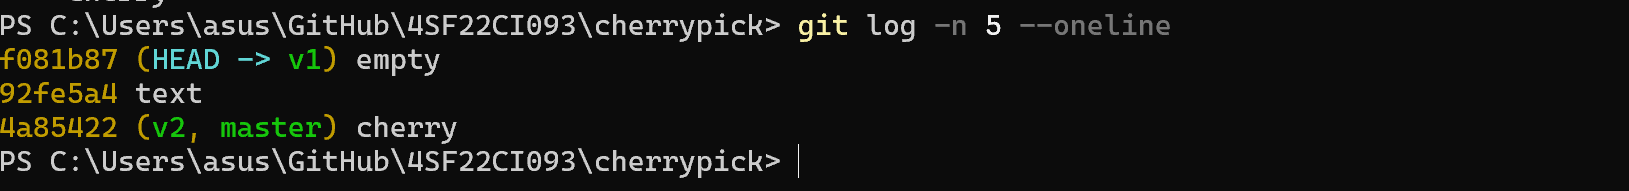 PS C:\Users\asus\GitHub\4SF22CI093\cherrypick> git log -n 5 --oneline
f081b87 (HEAD -> v1) empty
92fe5a4 text
4a85422 (v2, master) cherry
PS C:\Users\asus\GitHub\4SF22CI093\cherrypick>